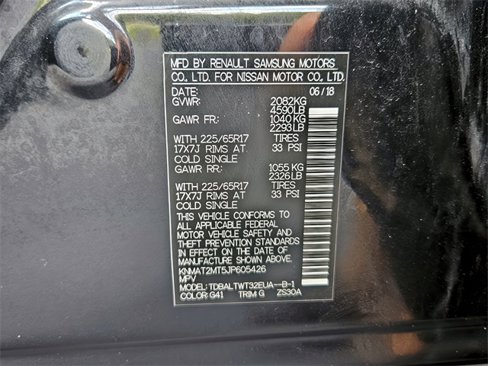 MFD BY RENAULT SAMSUNG MOTORS
CO. LTD. FOR NISSAN MOTOR CO., LTD.
DATE: 06/18
GVWR: 2082KG
4590LB
GAWR FR: 1040KG
2293LB
WITH 225/65R17 TIRES
17X7J RIMS AT 33 PSI
COLD SINGLE
GAWR RR: 1055KG
2326LB
WITH 225/65R17 TIRES
17X7J RIMS AT 33 PSI
COLD SINGLE
THIS VEHICLE CONFORMS TO
ALL APPLICABLE FEDERAL
MOTOR VEHICLE SAFETY AND
THEFT PREVENTION STANDARDS
IN EFFECT ON THE DATE OF
MANUFACTURE SHOWN ABOVE.
KNMAT2MT5JP605426
MPV
MODEL: TDBALTWT32EUA--B-1
COLOR: G41 TRIM G ZS30A